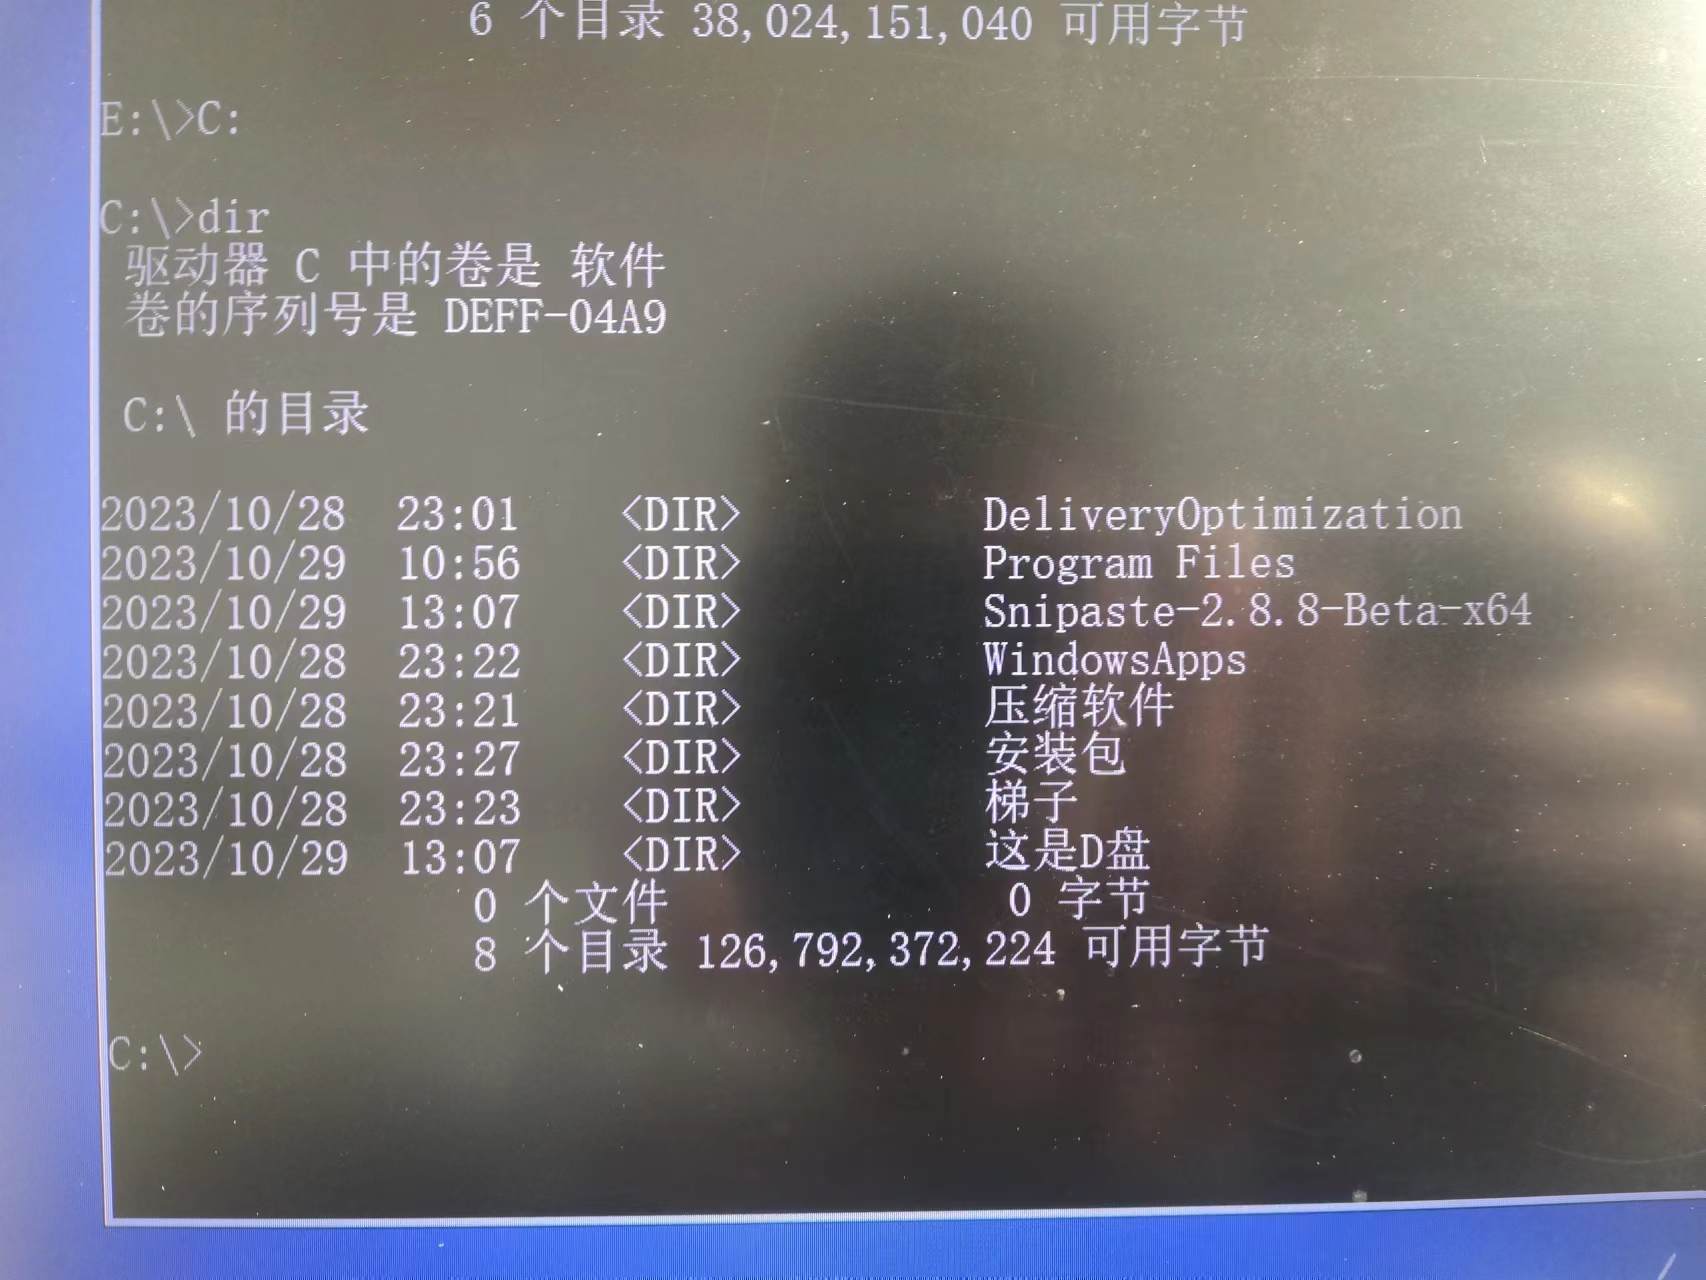 6 个目录 38,024,151,040 可用字节
E:\>C:
C:\>dir
驱动器 C 中的卷是 软件
卷的序列号是 DEFF-04A9
C:\ 的目录
2023/10/28  23:01    <DIR>          DeliveryOptimization
2023/10/29  10:56    <DIR>          Program Files
2023/10/29  13:07    <DIR>          Snipaste-2.8.8-Beta-x64
2023/10/28  23:22    <DIR>          WindowsApps
2023/10/28  23:21    <DIR>          压缩软件
2023/10/28  23:27    <DIR>          安装包
2023/10/28  23:23    <DIR>          梯子
2023/10/29  13:07    <DIR>          这是D盘
0 个文件              0 字节
8 个目录 126,792,372,224 可用字节
C:\>